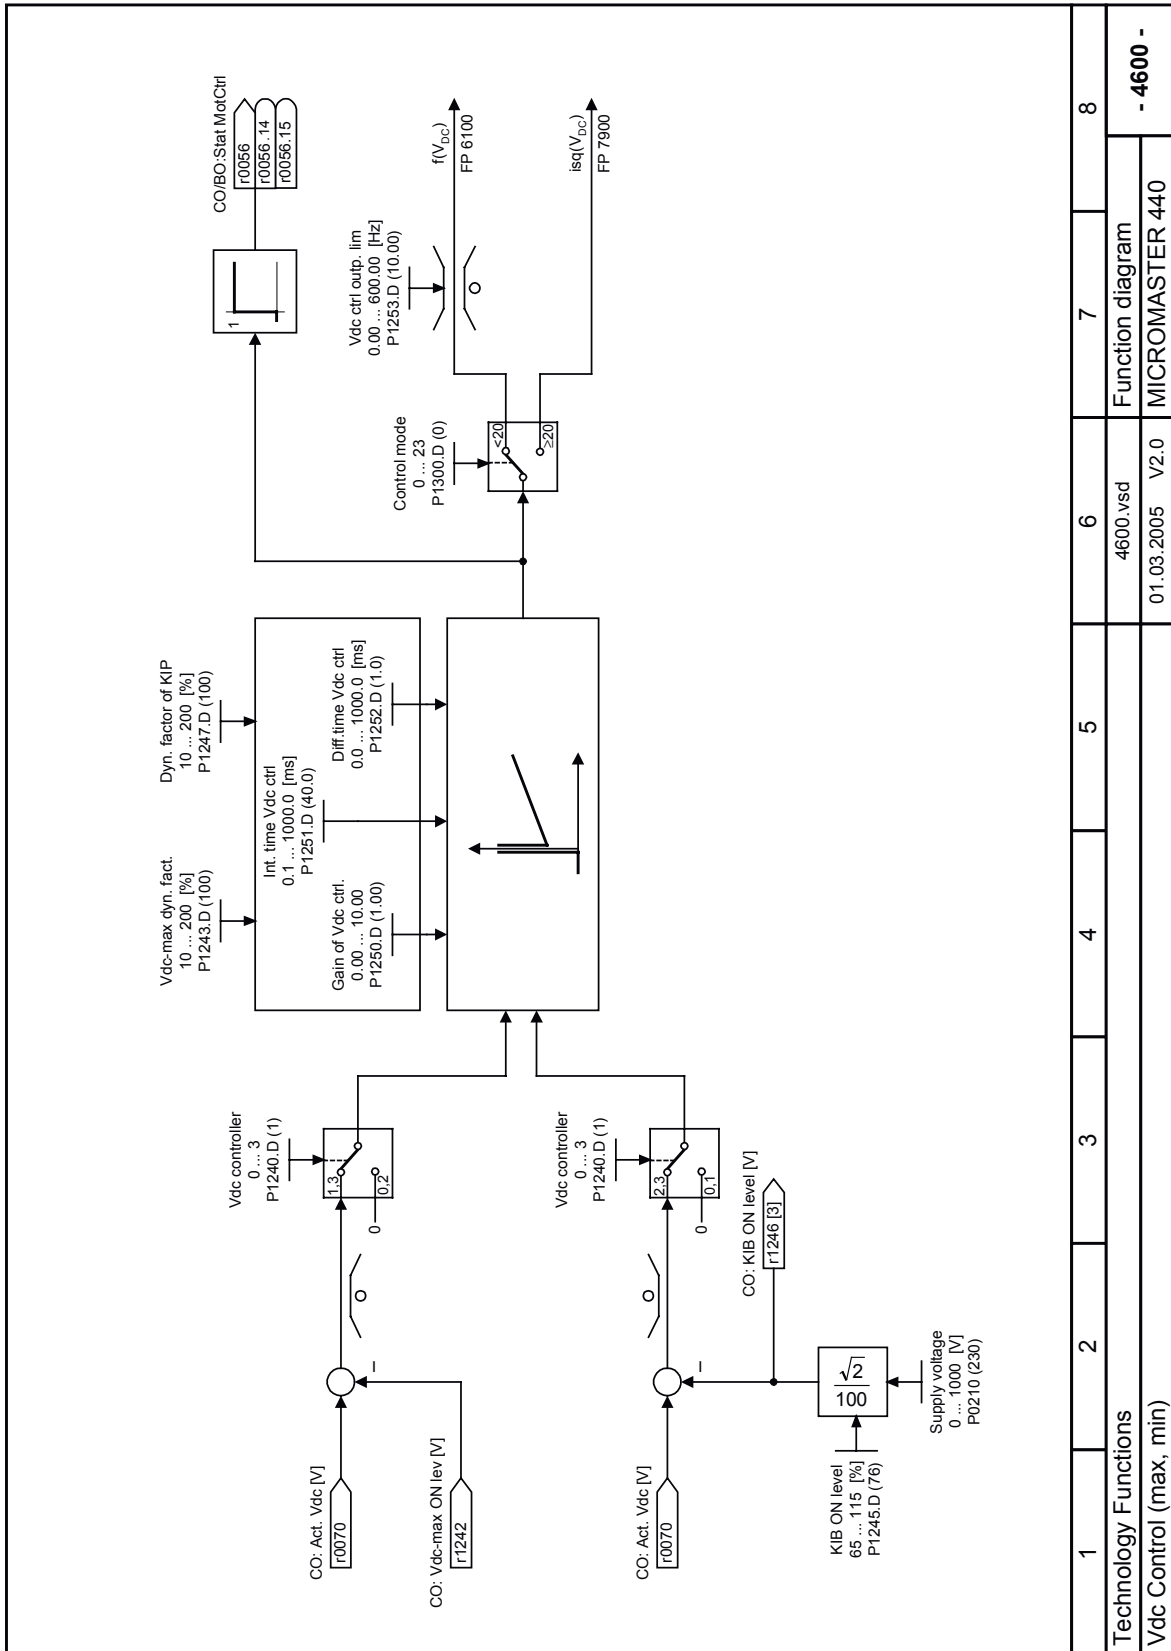 CO/BO:Stat MotCtrl
r0056
r0056.14
r0056.15
1
Vdc-max dyn. fact.
10 ... 200 [%]
P1243.D (100)
Dyn. factor of KIP
10 ... 200 [%]
P1247.D (100)
Int. time Vdc ctrl
0.1 ... 1000.0 [ms]
P1251.D (40.0)
Gain of Vdc ctrl.
0.00 ... 10.00
P1250.D (1.00)
Diff.time Vdc ctrl
0.0 ... 1000.0 [ms]
P1252.D (1.0)
Vdc controller
0 ... 3
P1240.D (1)
1,3
0,2
0
CO: Act. Vdc [V]
r0070
–
CO: Vdc-max ON lev [V]
r1242
Control mode
0 ... 23
P1300.D (0)
<20
≥20
Vdc ctrl outp. lim
0.00 ... 600.00 [Hz]
P1253.D (10.00)
0
0
f(VDC)
FP 6100
isq(VDC)
FP 7900
Vdc controller
0 ... 3
P1240.D (1)
2,3
0,1
0
0
CO: Act. Vdc [V]
r0070
–
CO: KIB ON level [V]
r1246 [3]
KIB ON level
65 ... 115 [%]
P1245.D (76)
√2
100
Supply voltage
0 ... 1000 [V]
P0210 (230)
1 2 3 4 5 6 7 8
Technology Functions 4600.vsd Function diagram - 4600 -
Vdc Control (max, min) 01.03.2005 V2.0 MICROMASTER 440